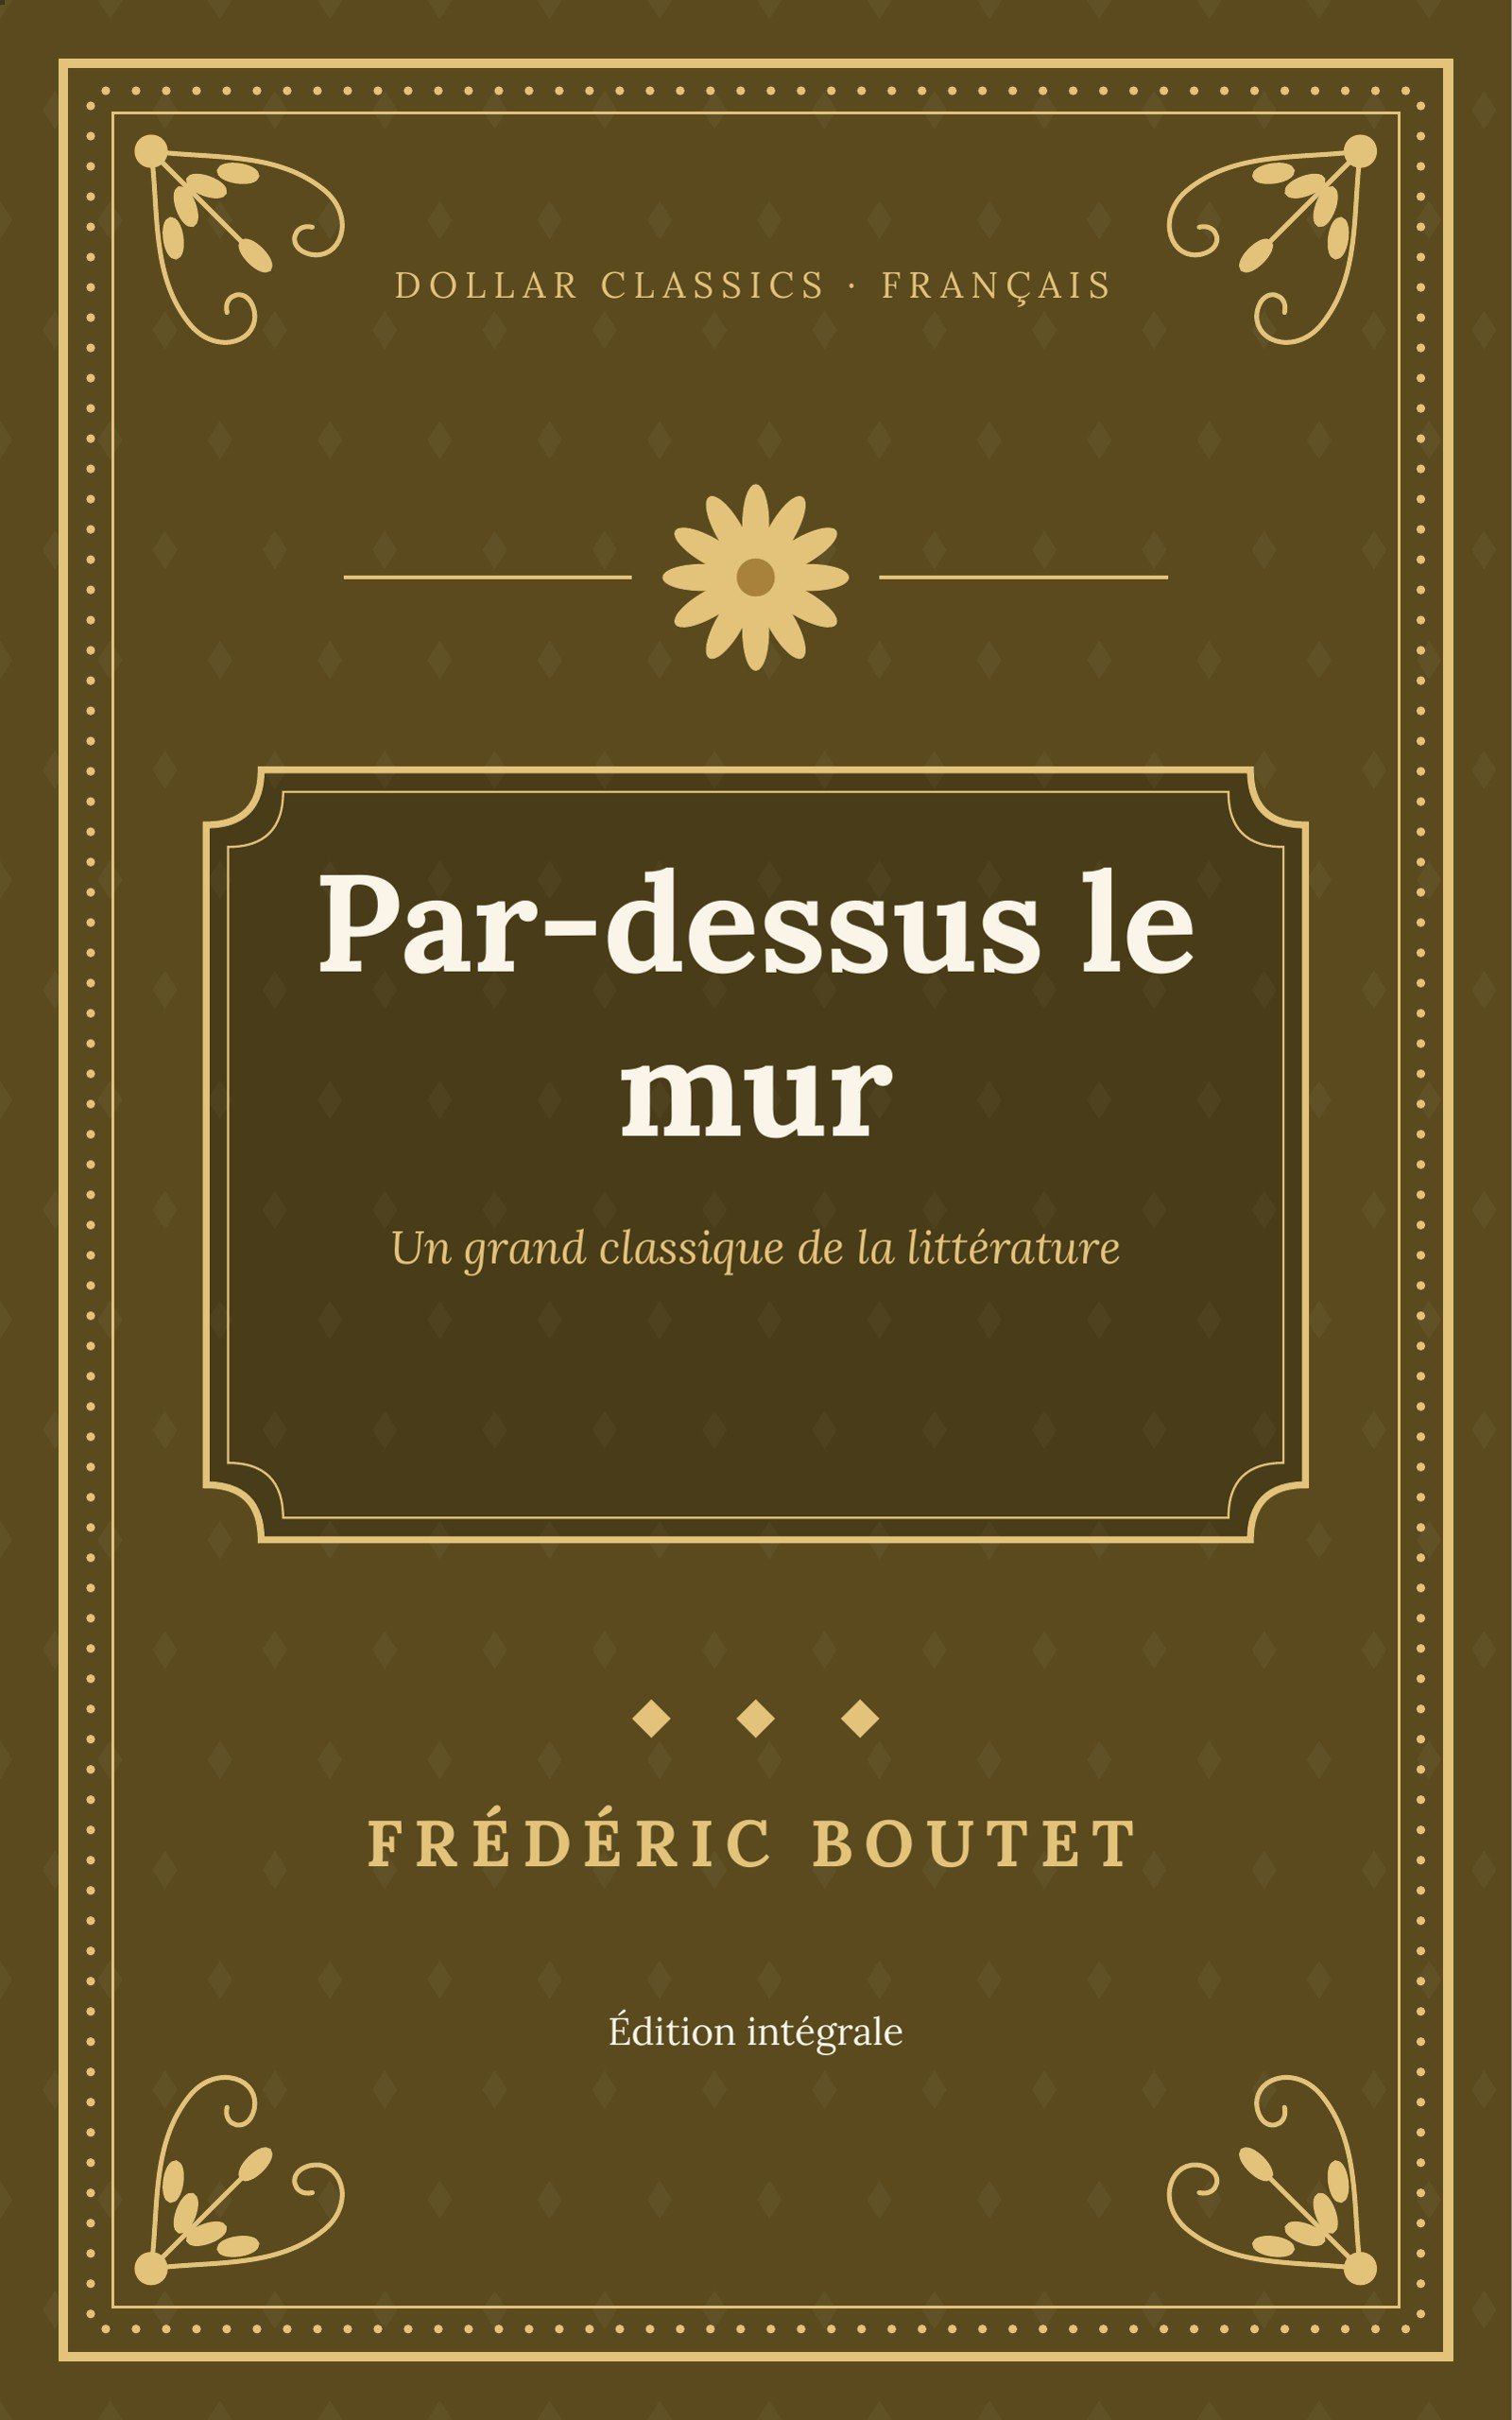 DOLLAR CLASSICS · FRANÇAIS
Par-dessus le
mur
Un grand classique de la littérature
FRÉDÉRIC BOUTET
Édition intégrale